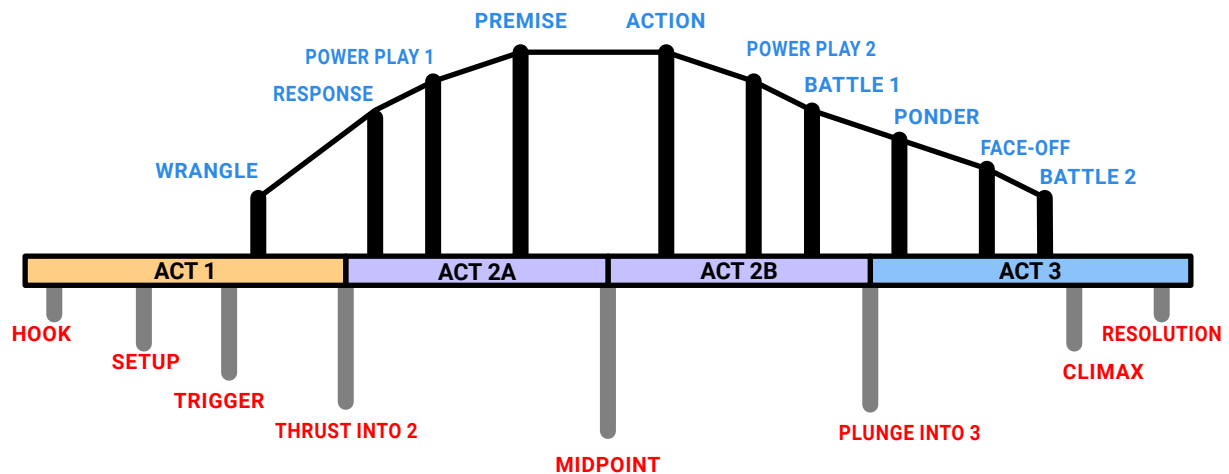 PREMISE
ACTION
POWER PLAY 1
POWER PLAY 2
RESPONSE
BATTLE 1
PONDER
FACE-OFF
WRANGLE
BATTLE 2
ACT 1
ACT 2A
ACT 2B
ACT 3
HOOK
SETUP
TRIGGER
THRUST INTO 2
MIDPOINT
PLUNGE INTO 3
CLIMAX
RESOLUTION